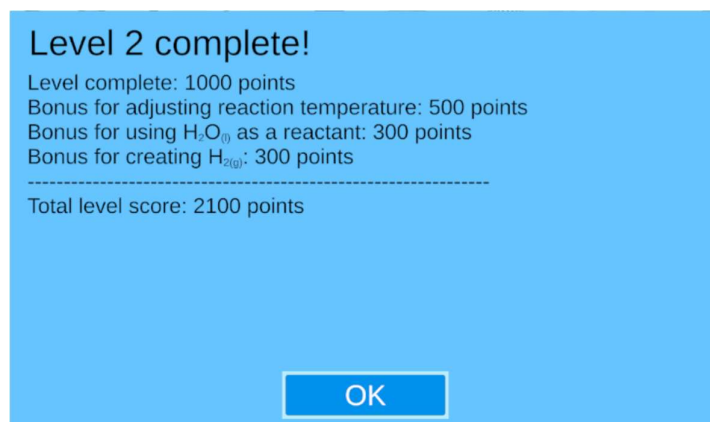 Level 2 complete!
Level complete: 1000 points
Bonus for adjusting reaction temperature: 500 points
Bonus for using H₂O₍ₗ₎ as a reactant: 300 points
Bonus for creating H₂₍g₎: 300 points
----------------------------------------------------------------
Total level score: 2100 points
OK